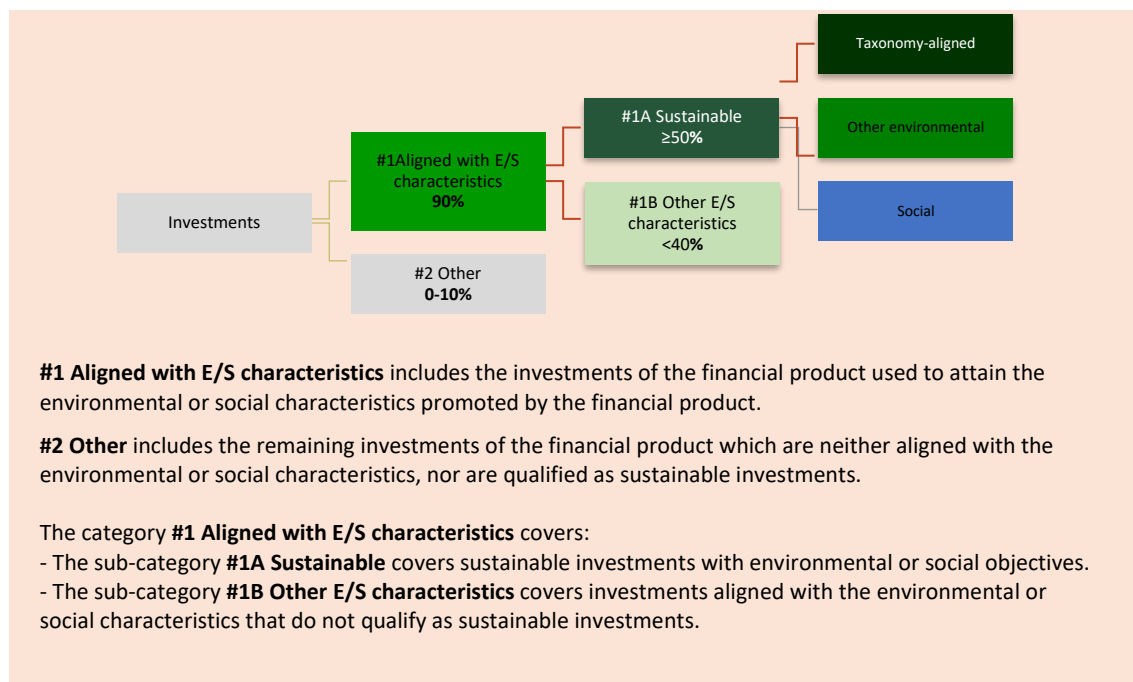 Taxonomy-aligned
#1A Sustainable
≥50%
Other environmental
#1Aligned with E/S
characteristics
90%
#1B Other E/S
characteristics
<40%
Social
Investments
#2 Other
0-10%
#1 Aligned with E/S characteristics includes the investments of the financial product used to attain the
environmental or social characteristics promoted by the financial product.
#2 Other includes the remaining investments of the financial product which are neither aligned with the
environmental or social characteristics, nor are qualified as sustainable investments.
The category #1 Aligned with E/S characteristics covers:
- The sub-category #1A Sustainable covers sustainable investments with environmental or social objectives.
- The sub-category #1B Other E/S characteristics covers investments aligned with the environmental or
social characteristics that do not qualify as sustainable investments.